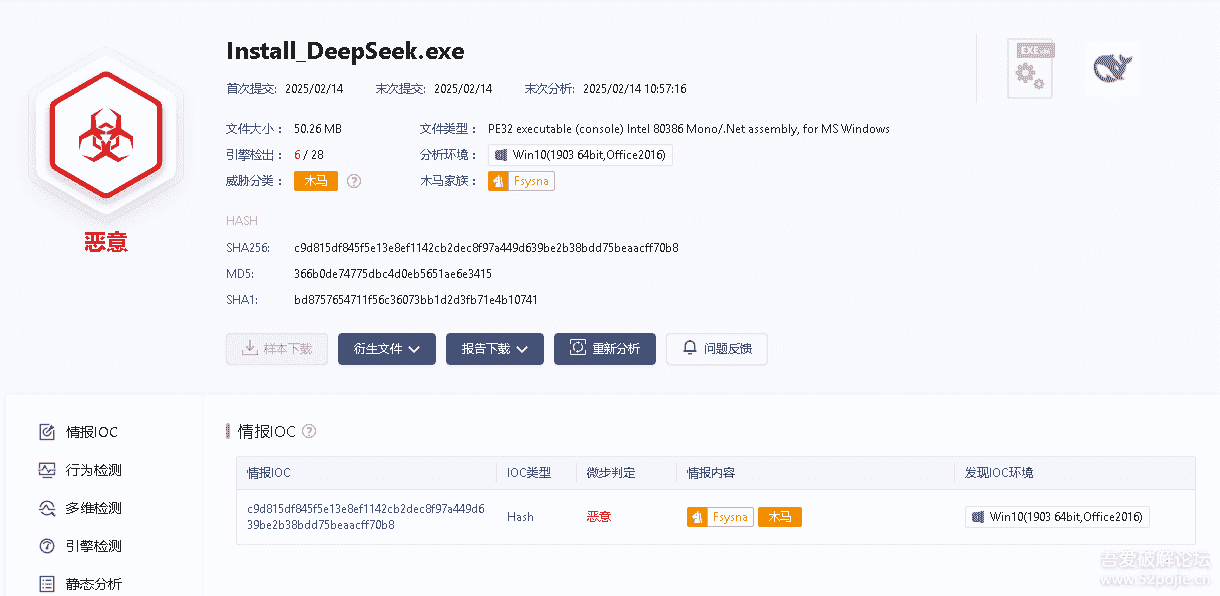 Install_DeepSeek.exe
首次提交: 2025/02/14 末次提交: 2025/02/14 末次分析: 2025/02/14 10:57:16
EXE x86
文件大小： 50.26 MB 文件类型： PE32 executable (console) Intel 80386 Mono/.Net assembly, for MS Windows
引擎检出： 6 / 28 分析环境： Win10(1903 64bit,Office2016)
威胁分类： 木马 ? 木马家族： Fsysna
恶意
HASH
SHA256: c9d815df845f5e13e8ef1142cb2dec8f97a449d639be2b38bdd75beaacff70b8
MD5: 366b0de74775dbc4d0eb5651ae6e3415
SHA1: bd8757654711f56c36073bb1d2d3fb71e4b10741
样本下载 衍生文件 报告下载 重新分析 问题反馈
情报IOC
行为检测
多维检测
引擎检测
静态分析
情报IOC ?
情报IOC IOC类型 微步判定 情报内容 发现IOC环境
c9d815df845f5e13e8ef1142cb2dec8f97a449d6
39be2b38bdd75beaacff70b8
Hash 恶意 Fsysna 木马 Win10(1903 64bit,Office2016)
吾爱破解论坛
www.52pojie.cn